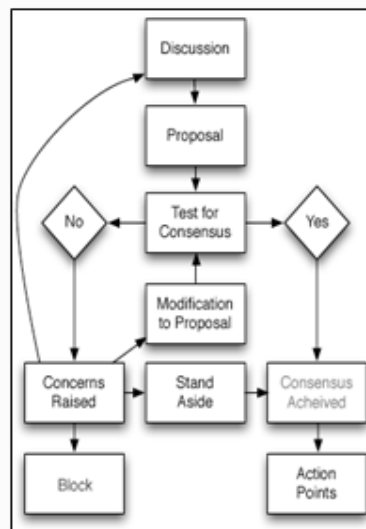 Discussion
Proposal
No
Test for
Consensus
Yes
Modification
to Proposal
Concerns
Raised
Stand
Aside
Consensus
Acheived
Block
Action
Points